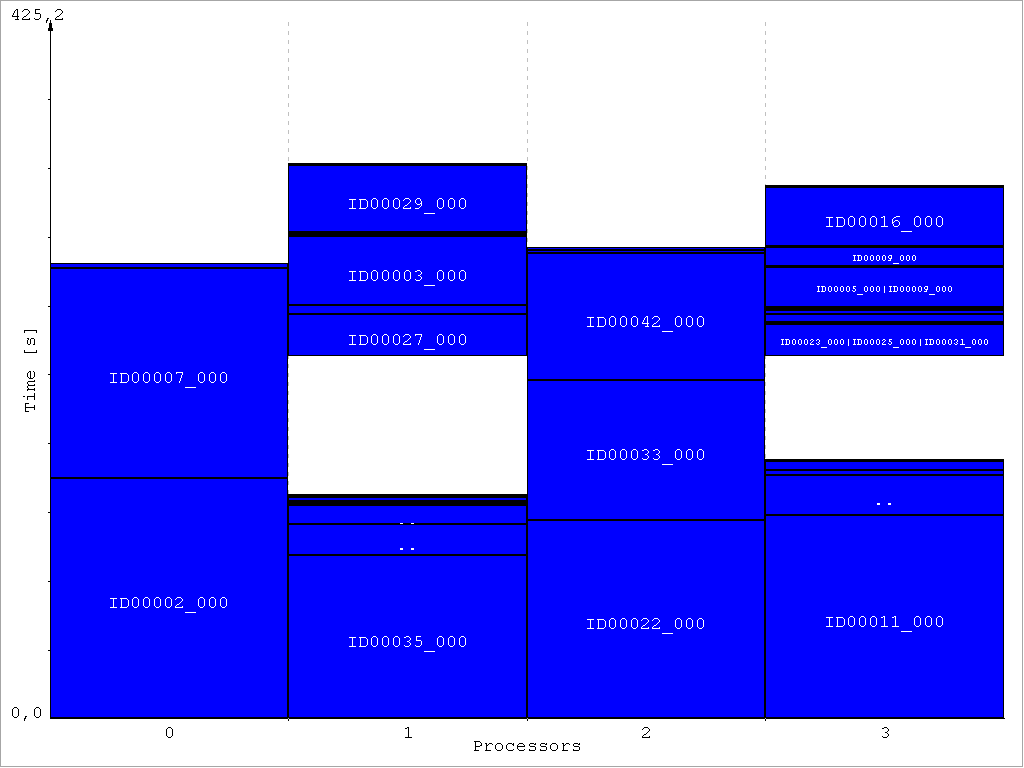 425,2
ID00029_000
ID00016_000
ID00009_000
ID00003_000
ID00005_000|ID00009_000
ID00042_000
ID00027_000
ID00023_000|ID00025_000|ID00031_000
Time [s]
ID00007_000
ID00033_000
..
..
..
ID00002_000
ID00022_000
ID00011_000
ID00035_000
0,0
0 1 2 3
Processors